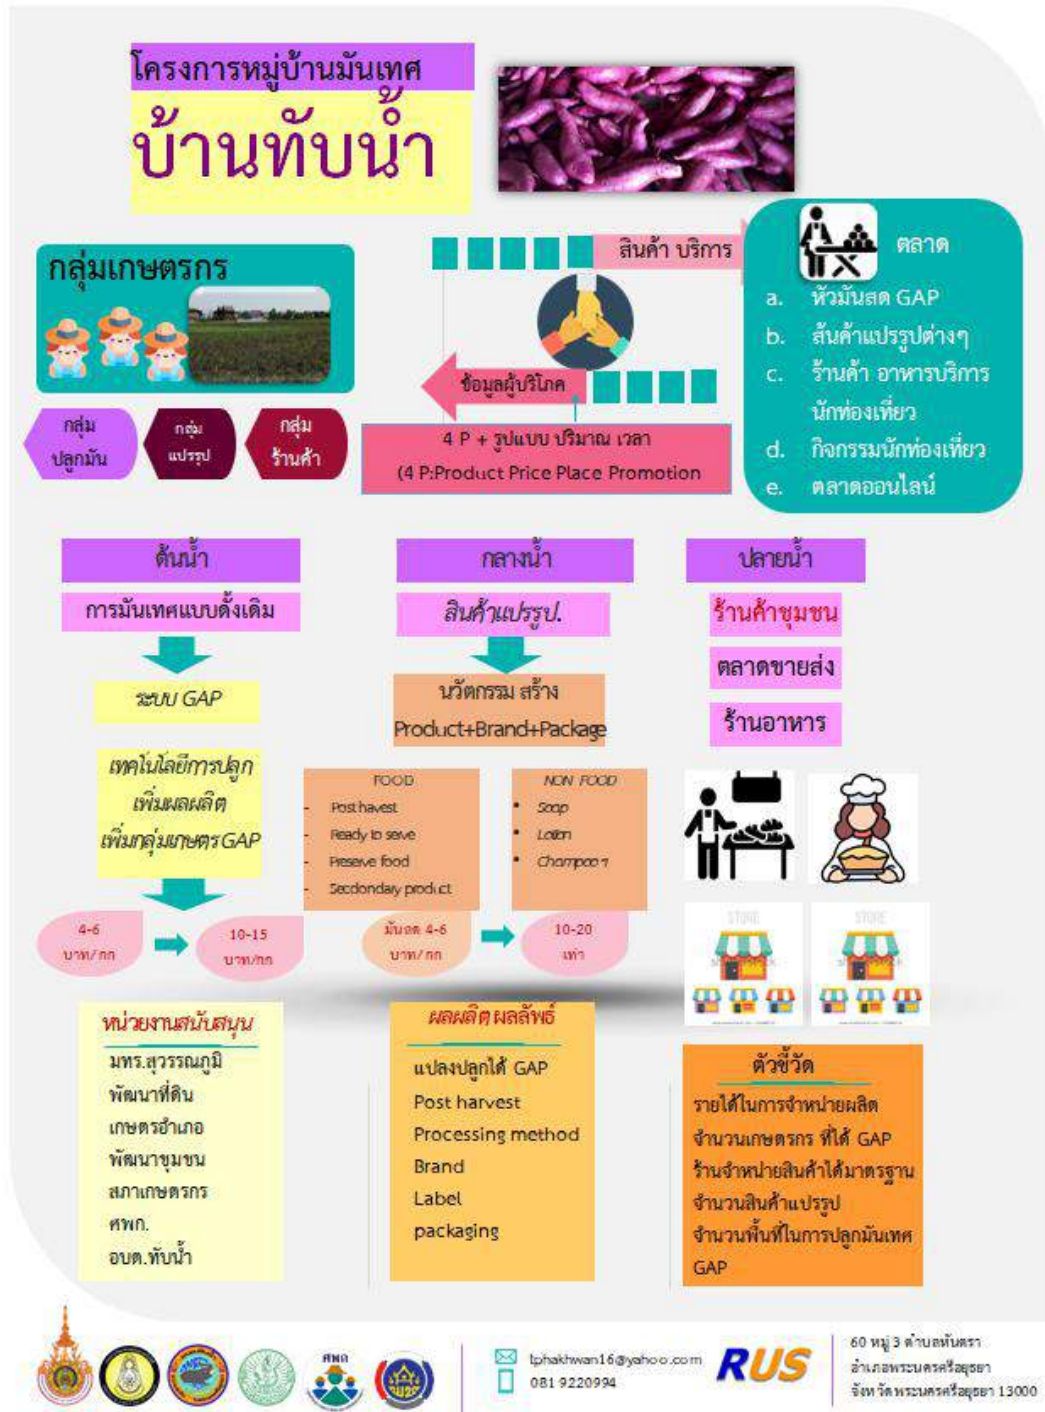 โครงการหมู่บ้านมันเทศ
บ้านทับน้ำ
กลุ่มเกษตรกร
สินค้า บริการ
ตลาด
a. หัวมันสด GAP
b. ส้นค้าแปรรูปต่างๆ
c. ร้านค้า อาหารบริการ
นักท่องเที่ยว
d. กิจกรรมนักท่องเที่ยว
e. ตลาดออนไลน์
ข้อมูลผู้บริโภค
กลุ่ม
ปลูกมัน
กลุ่ม
แปรรูป
กลุ่ม
ร้านค้า
4 P + รูปแบบ ปริมาณ เวลา
(4 P:Product Price Place Promotion
ต้นน้ำ
การมันเทศแบบดั้งเดิม
ระบบ GAP
เทคโนโลยีการปลูก
เพิ่มผลผลิต
เพิ่มกลุ่มเกษตร GAP
4-6
บาท/กก
10-15
บาท/กก
กลางน้ำ
สินค้าแปรรูป.
นวัตกรรม สร้าง
Product+Brand+Package
FOOD
- Post havest
- Ready to serve
- Preserve food
- Secdondary product
NON FOOD
• Soap
• Lotion
• Champoo ฯ
มันสด 4-6
บาท/กก
10-20
เท่า
ปลายน้ำ
ร้านค้าชุมชน
ตลาดขายส่ง
ร้านอาหาร
STORE
STORE
หน่วยงานสนับสนุน
มทร.สุวรรณภูมิ
พัฒนาที่ดิน
เกษตรอำเภอ
พัฒนาชุมชน
สภาเกษตรกร
ศพก.
อบต.ทับน้ำ
ผลผลิต ผลลัพธ์
แปลงปลูกได้ GAP
Post harvest
Processing method
Brand
Label
packaging
ตัวชี้วัด
รายได้ในการจำหน่ายผลิต
จำนวนเกษตรกร ที่ได้ GAP
ร้านจำหน่ายสินค้าได้มาตรฐาน
จำนวนสินค้าแปรรูป
จำนวนพื้นที่ในการปลูกมันเทศ
GAP
ศพก
tphakhwan16@yahoo.com
081 9220994
RUS
60 หมู่ 3 ตำบลหันตรา
อำเภอพระนครศรีอยุธยา
จังหวัดพระนครศรีอยุธยา 13000